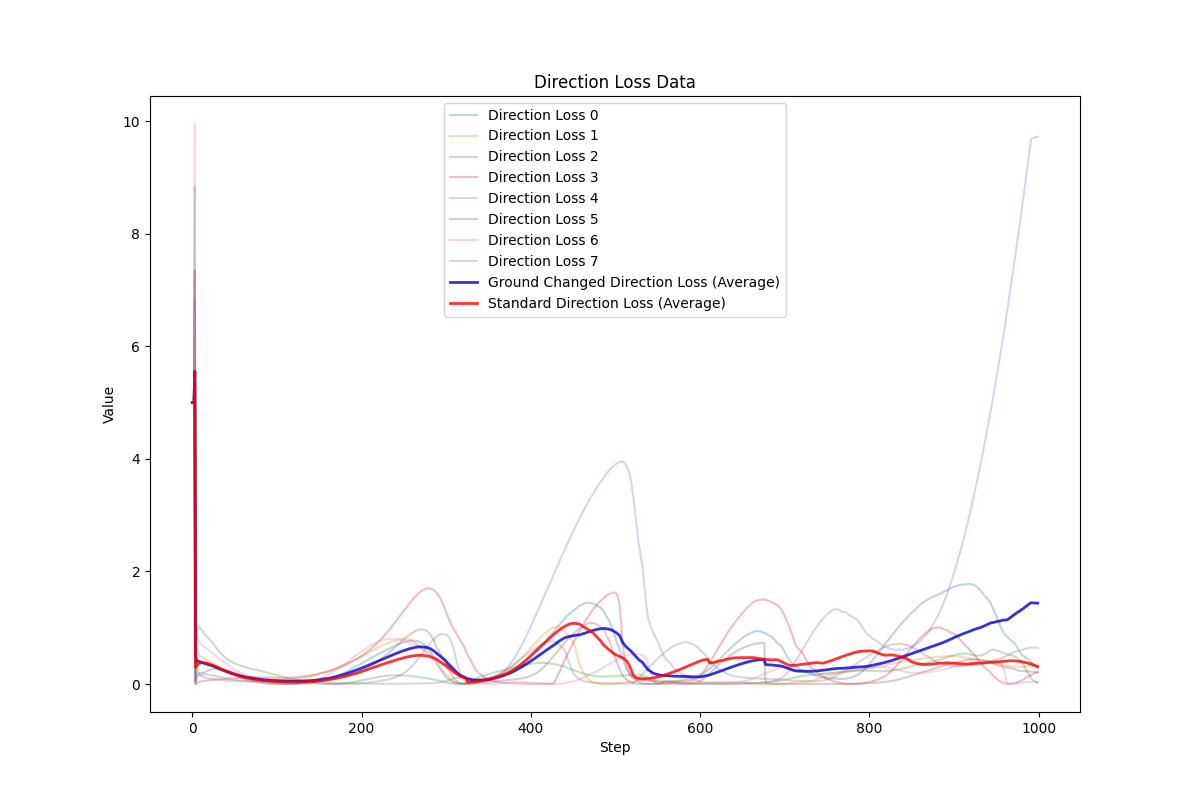 Direction Loss Data
Direction Loss 0
Direction Loss 1
Direction Loss 2
Direction Loss 3
Direction Loss 4
Direction Loss 5
Direction Loss 6
Direction Loss 7
Ground Changed Direction Loss (Average)
Standard Direction Loss (Average)
Value
10
8
6
4
2
0
0
200
400
600
800
1000
Step